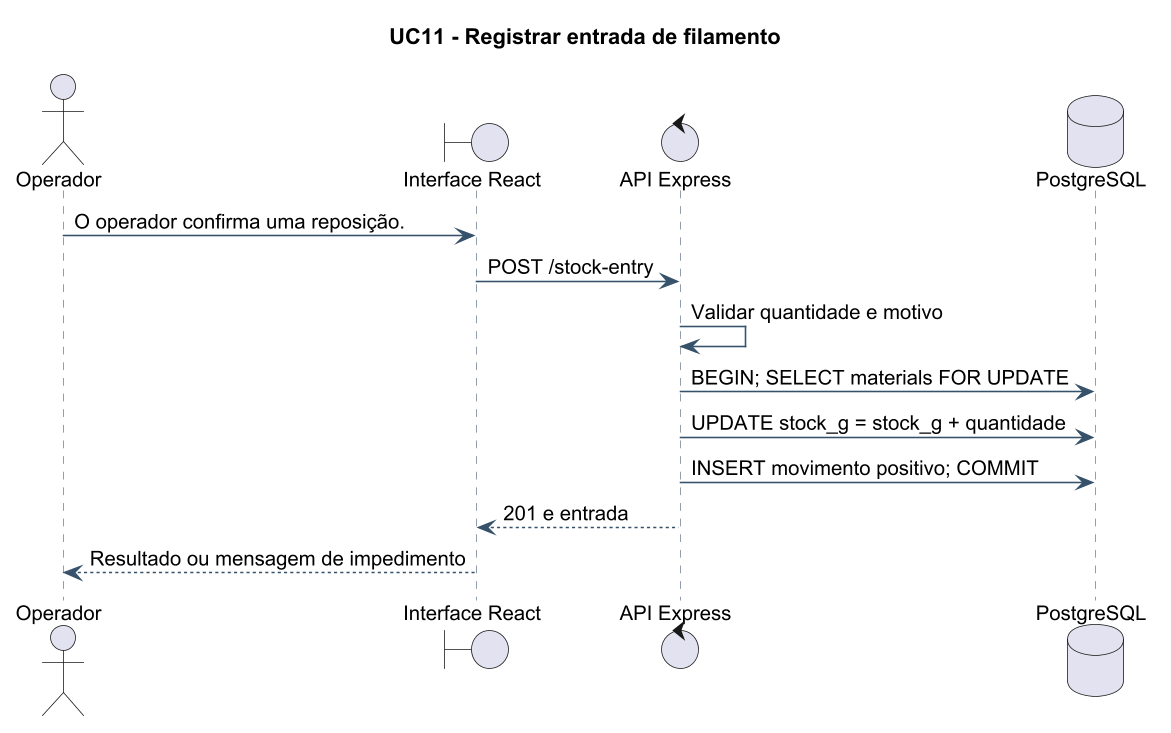 UC11 - Registrar entrada de filamento
Operador
Interface React
API Express
PostgreSQL
O operador confirma uma reposição.
POST /stock-entry
Validar quantidade e motivo
BEGIN; SELECT materials FOR UPDATE
UPDATE stock_g = stock_g + quantidade
INSERT movimento positivo; COMMIT
201 e entrada
Resultado ou mensagem de impedimento
Operador
Interface React
API Express
PostgreSQL